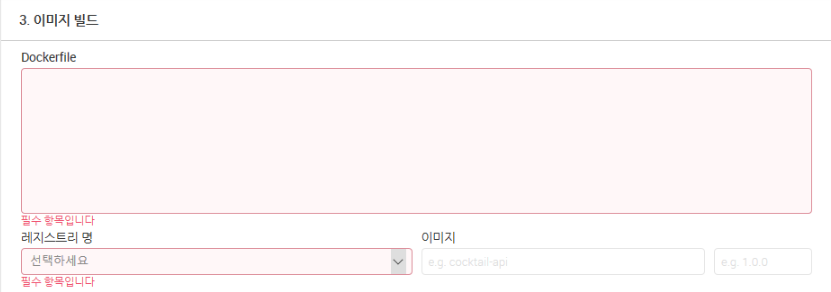 3. 이미지 빌드
Dockerfile
필수 항목입니다
레지스트리 명 이미지
선택하세요 e.g. cocktail-api e.g. 1.0.0
필수 항목입니다